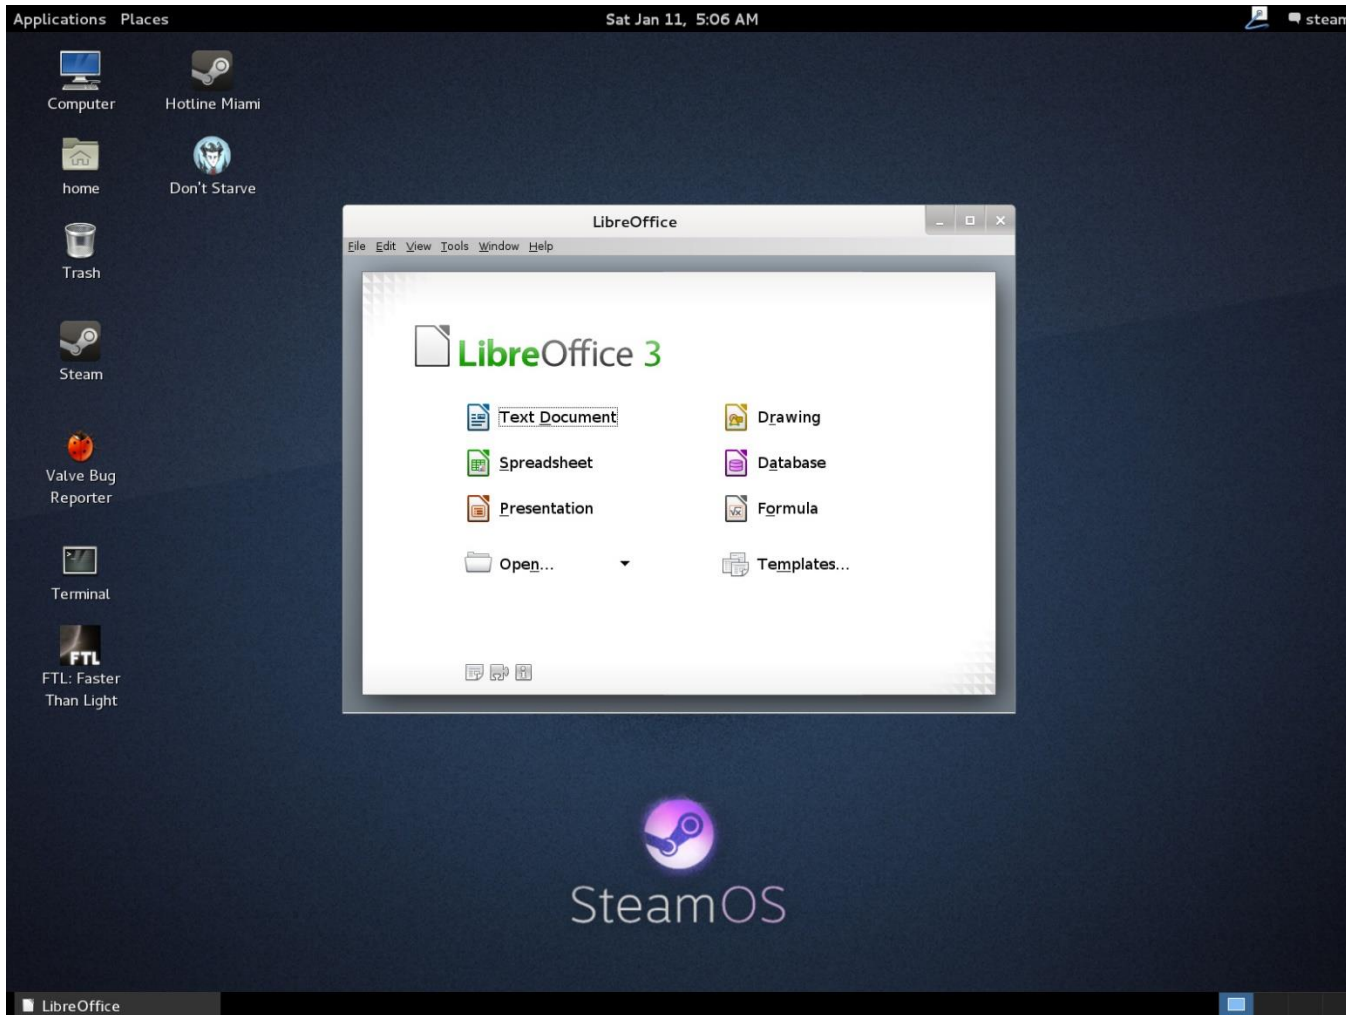 Applications Places Sat Jan 11, 5:06 AM steam
Computer
Hotline Miami
home
Don't Starve
Trash
Steam
Valve Bug
Reporter
Terminal
FTL
FTL: Faster
Than Light
LibreOffice
File Edit View Tools Window Help
LibreOffice 3
Text Document
Drawing
Spreadsheet
Database
Presentation
Formula
Open...
Templates...
SteamOS
LibreOffice